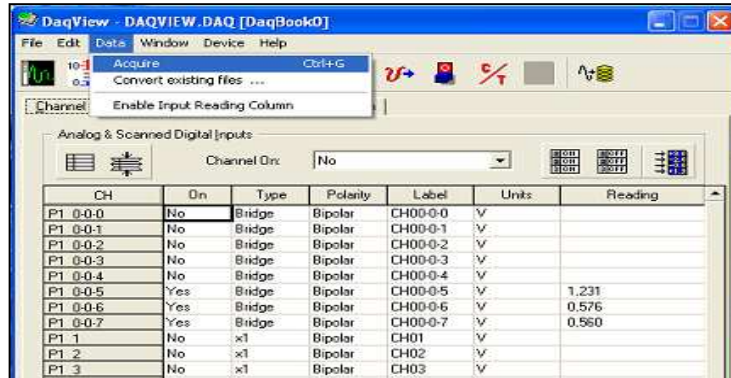 DaqView - DAQVIEW.DAQ [DaqBook0]
File Edit Data Window Device Help
Acquire Ctrl+G
Convert existing files ...
Enable Input Reading Column
Channel
Analog & Scanned Digital Inputs
Channel On: No
CH On Type Polarity Label Units Reading
P1 0-0-0 No Bridge Bipolar CH00-0-0 V
P1 0-0-1 No Bridge Bipolar CH00-0-1 V
P1 0-0-2 No Bridge Bipolar CH00-0-2 V
P1 0-0-3 No Bridge Bipolar CH00-0-3 V
P1 0-0-4 No Bridge Bipolar CH00-0-4 V
P1 0-0-5 Yes Bridge Bipolar CH00-0-5 V 1,231
P1 0-0-6 Yes Bridge Bipolar CH00-0-6 V 0,576
P1 0-0-7 Yes Bridge Bipolar CH00-0-7 V 0,560
P1 1 No x1 Bipolar CH01 V
P1 2 No x1 Bipolar CH02 V
P1 3 No x1 Bipolar CH03 V